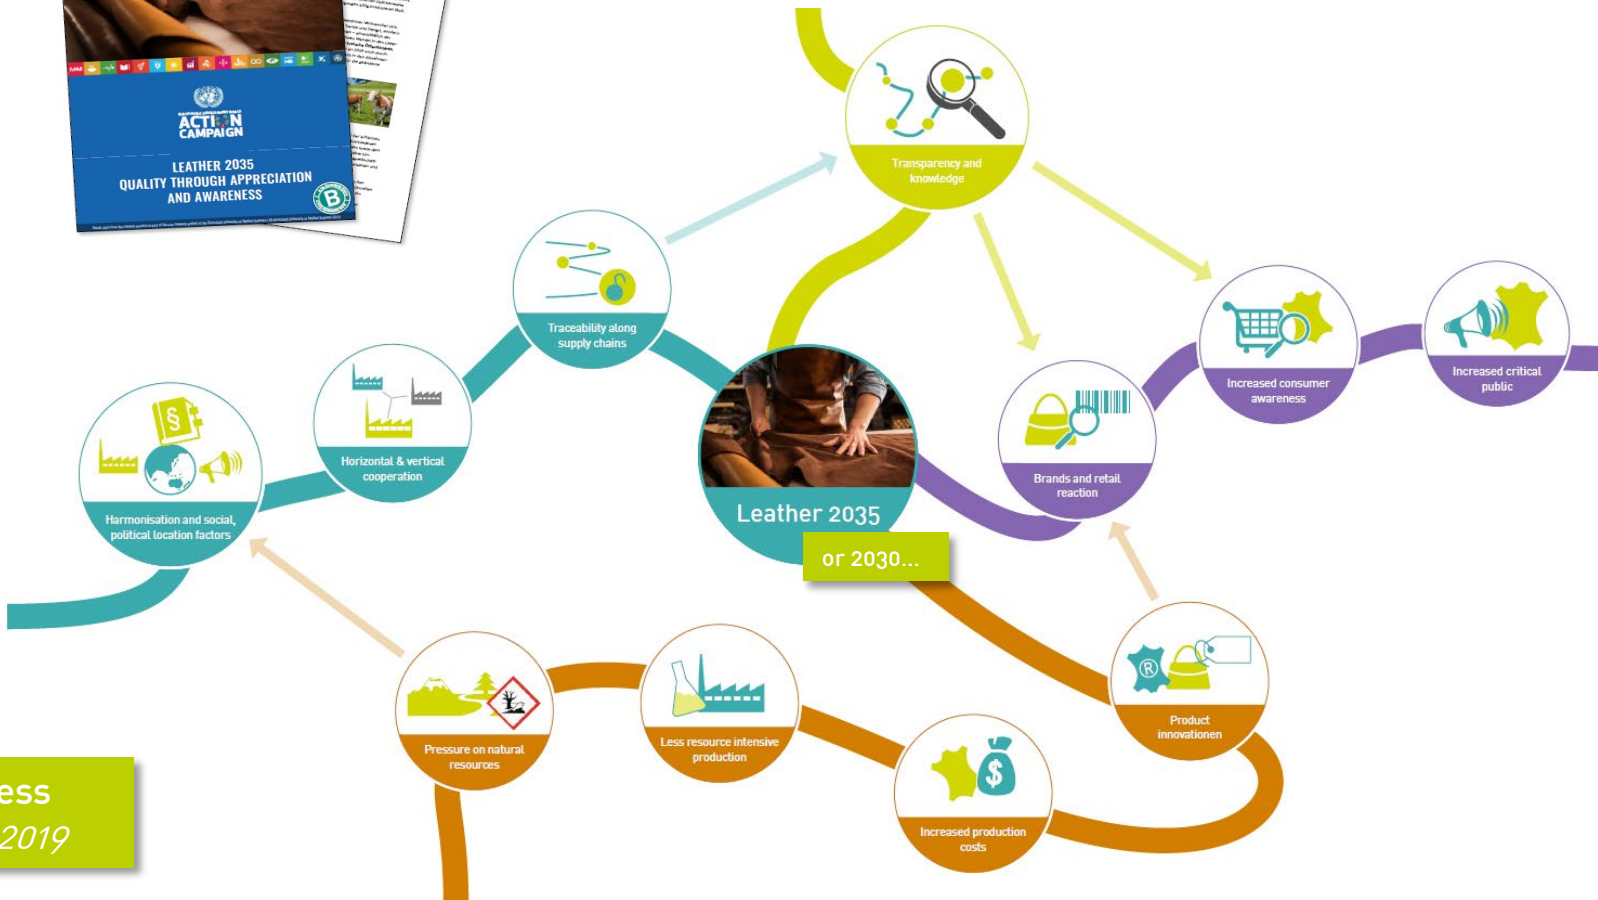 ACTION
CAMPAIGN
LEATHER 2035
QUALITY THROUGH APPRECIATION
AND AWARENESS
B
Transparency and
knowledge
Traceability along
supply chains
Horizontal & vertical
cooperation
§
Harmonisation and social,
political location factors
Leather 2035
or 2030...
Brands and retail
reaction
Increased consumer
awareness
Increased critical
public
Pressure on natural
resources
Less resource intensive
production
$
Increased production
costs
R
Product
innovationen
ess
2019